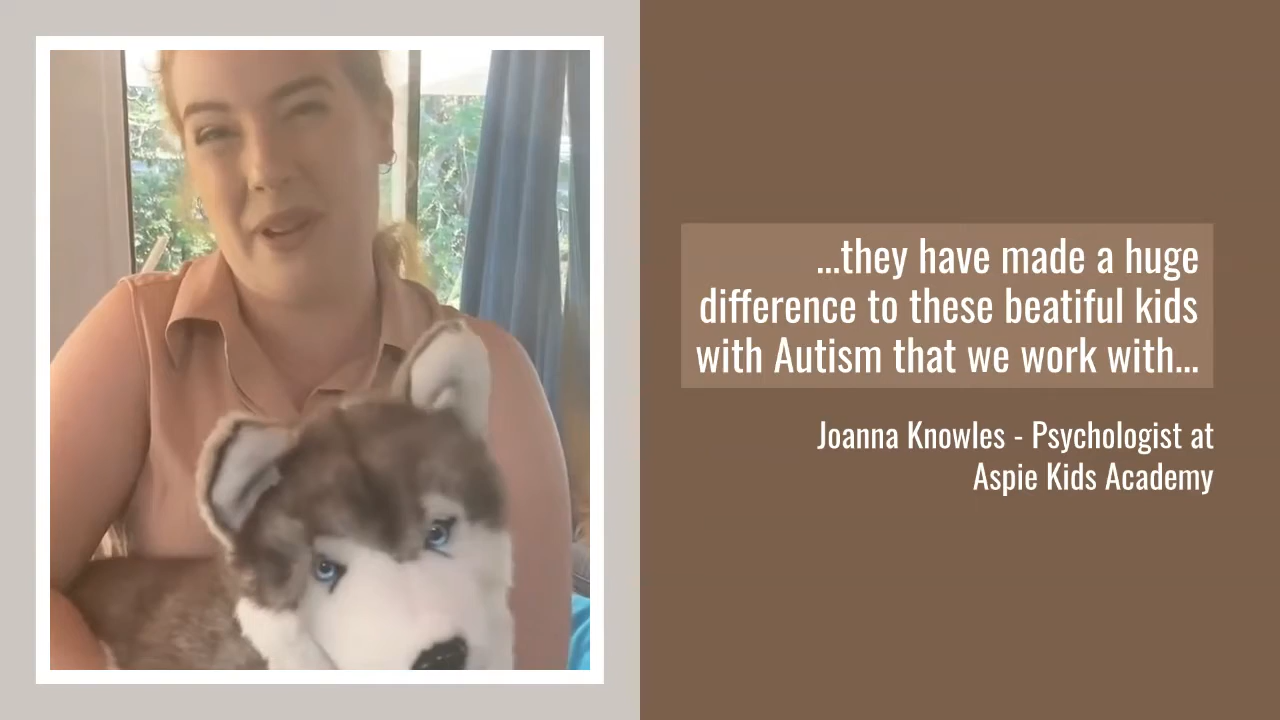 ...they have made a huge
difference to these beatiful kids
with Autism that we work with...
Joanna Knowles - Psychologist at
Aspie Kids Academy